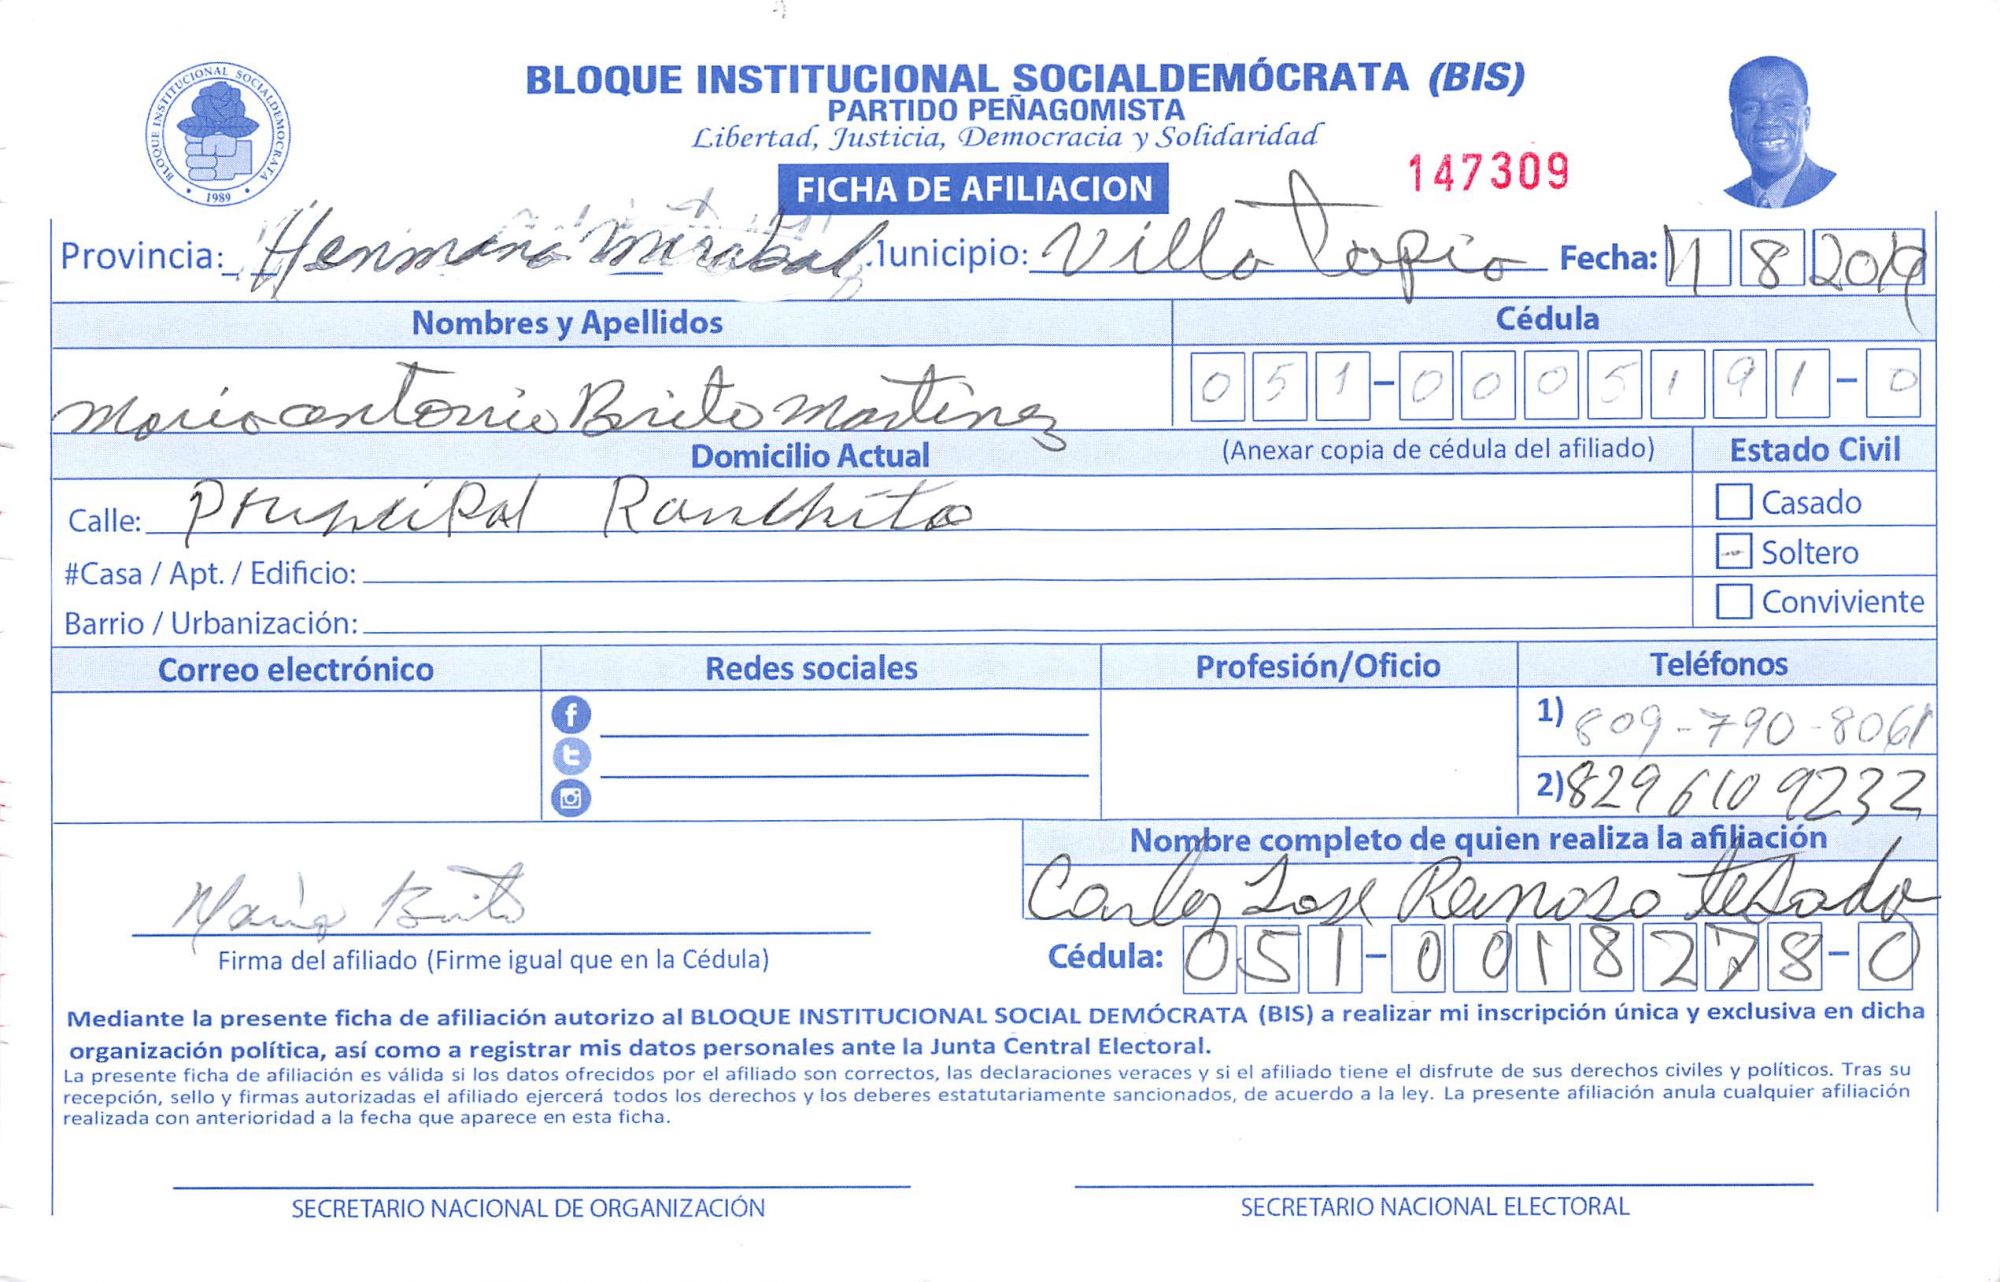 BLOQUE INSTITUCIONAL SOCIALDEMOCRATA
1989
BLOQUE INSTITUCIONAL SOCIALDEMÓCRATA (BIS)
PARTIDO PEÑAGOMISTA
Libertad, Justicia, Democracia y Solidaridad
FICHA DE AFILIACION
147309
Provincia: Henmana Mirabal Municipio: Villa Tapia Fecha: 11 8 2019
Nombres y Apellidos Cédula
Mario antonio Brito Martinez 051-0005191-0
Domicilio Actual (Anexar copia de cédula del afiliado) Estado Civil
Calle: Principal Ranchito Casado
#Casa / Apt. / Edificio: Soltero
Barrio / Urbanización: Conviviente
Correo electrónico Redes sociales Profesión/Oficio Teléfonos
1) 809-790-8061
2) 829 610 9232
Nombre completo de quien realiza la afiliación
Carlos Jose Reinoso Tejada
Mario Brito
Firma del afiliado (Firme igual que en la Cédula) Cédula: 051-0018278-0
Mediante la presente ficha de afiliación autorizo al BLOQUE INSTITUCIONAL SOCIAL DEMÓCRATA (BIS) a realizar mi inscripción única y exclusiva en dicha
organización política, así como a registrar mis datos personales ante la Junta Central Electoral.
La presente ficha de afiliación es válida si los datos ofrecidos por el afiliado son correctos, las declaraciones veraces y si el afiliado tiene el disfrute de sus derechos civiles y políticos. Tras su
recepción, sello y firmas autorizadas el afiliado ejercerá todos los derechos y los deberes estatutariamente sancionados, de acuerdo a la ley. La presente afiliación anula cualquier afiliación
realizada con anterioridad a la fecha que aparece en esta ficha.
SECRETARIO NACIONAL DE ORGANIZACIÓN SECRETARIO NACIONAL ELECTORAL